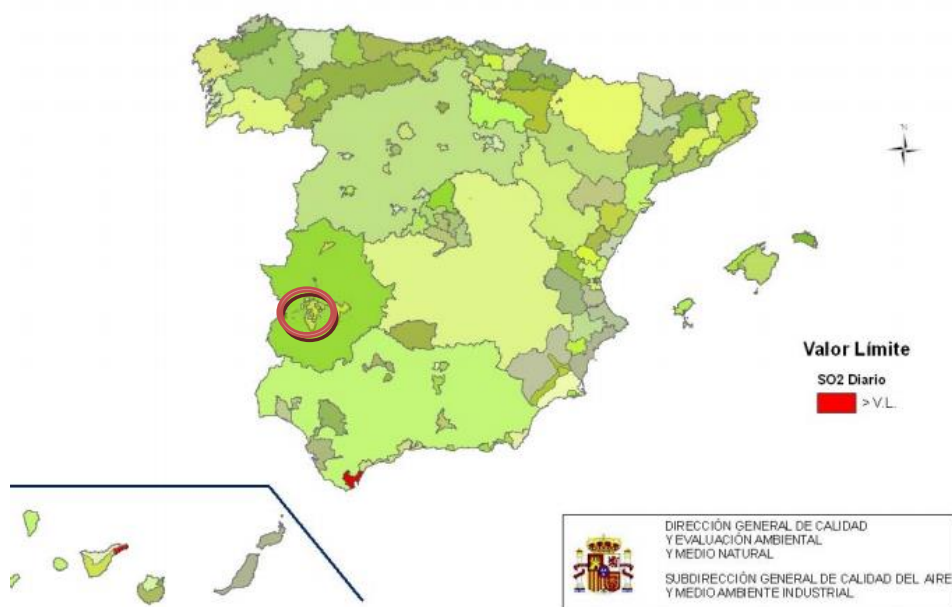 Valor Límite
SO2 Diario
> V.L.
DIRECCIÓN GENERAL DE CALIDAD
Y EVALUACIÓN AMBIENTAL
Y MEDIO NATURAL
SUBDIRECCIÓN GENERAL DE CALIDAD DEL AIRE
Y MEDIO AMBIENTE INDUSTRIAL